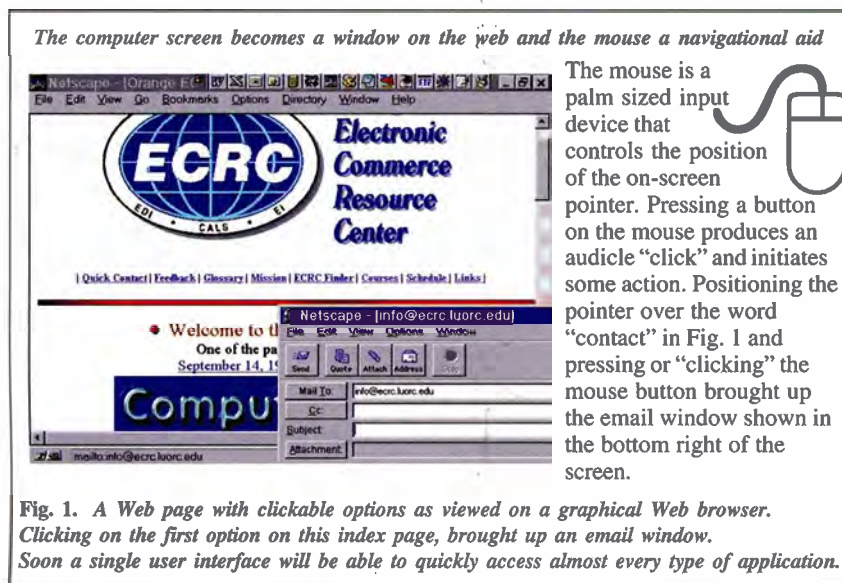 The computer screen becomes a window on the web and the mouse a navigational aid
Netscape - [Orange E
File Edit View Go Bookmarks Options Directory Window Help
ECRC
EDI • CALS • EI
Electronic
Commerce
Resource
Center
| Quick Contact | Feedback | Glossary | Mission | ECRC Finder | Courses | Schedule | Links |
Welcome to th
One of the pa
September 14, 19
Comput
mailto:info@ecrc.luorc.edu
Netscape - [info@ecrc.luorc.edu]
File Edit View Options Window
Send Quote Attach Address Stop
Mail To: info@ecrc.luorc.edu
Cc:
Subject:
Attachment:
The mouse is a
palm sized input
device that
controls the position
of the on-screen
pointer. Pressing a button
on the mouse produces an
audicle “click” and initiates
some action. Positioning the
pointer over the word
“contact” in Fig. 1 and
pressing or “clicking” the
mouse button brought up
the email window shown in
the bottom right of the
screen.
Fig. 1. A Web page with clickable options as viewed on a graphical Web browser.
Clicking on the first option on this index page, brought up an email window.
Soon a single user interface will be able to quickly access almost every type of application.